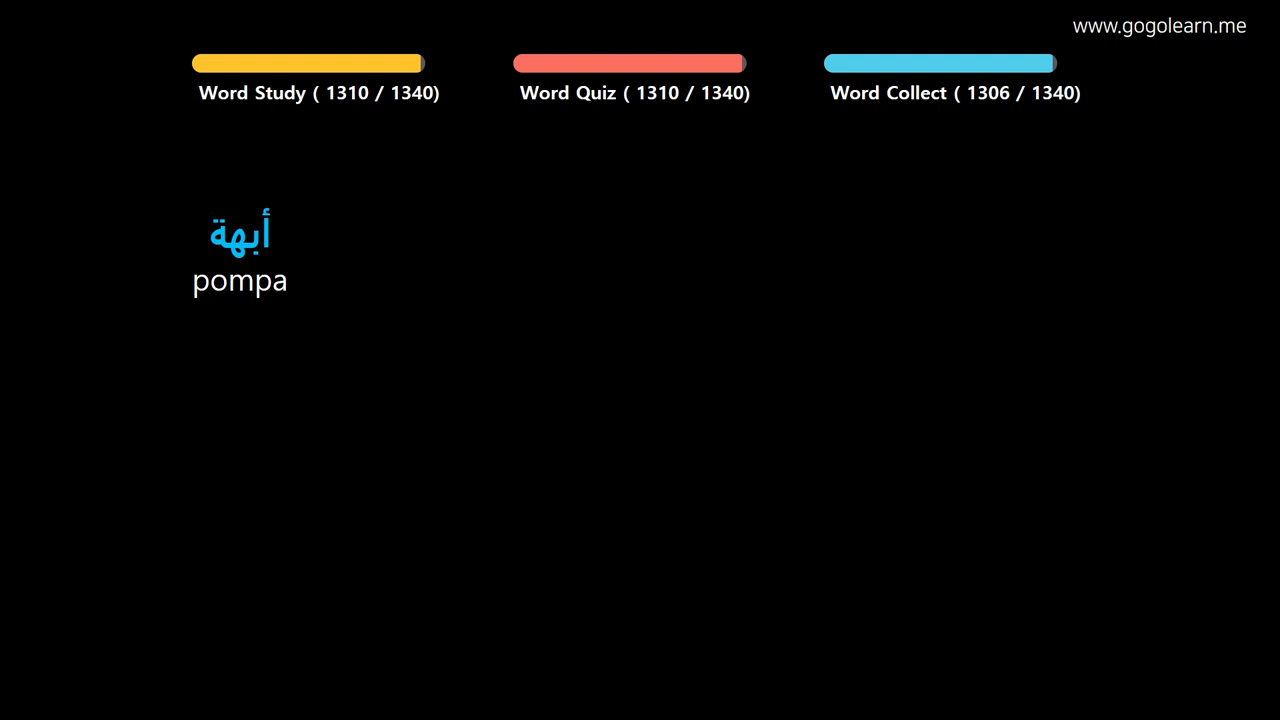 www.gogolearn.me
Word Study ( 1310 / 1340)
Word Quiz ( 1310 / 1340)
Word Collect ( 1306 / 1340)
أبهة
pompa